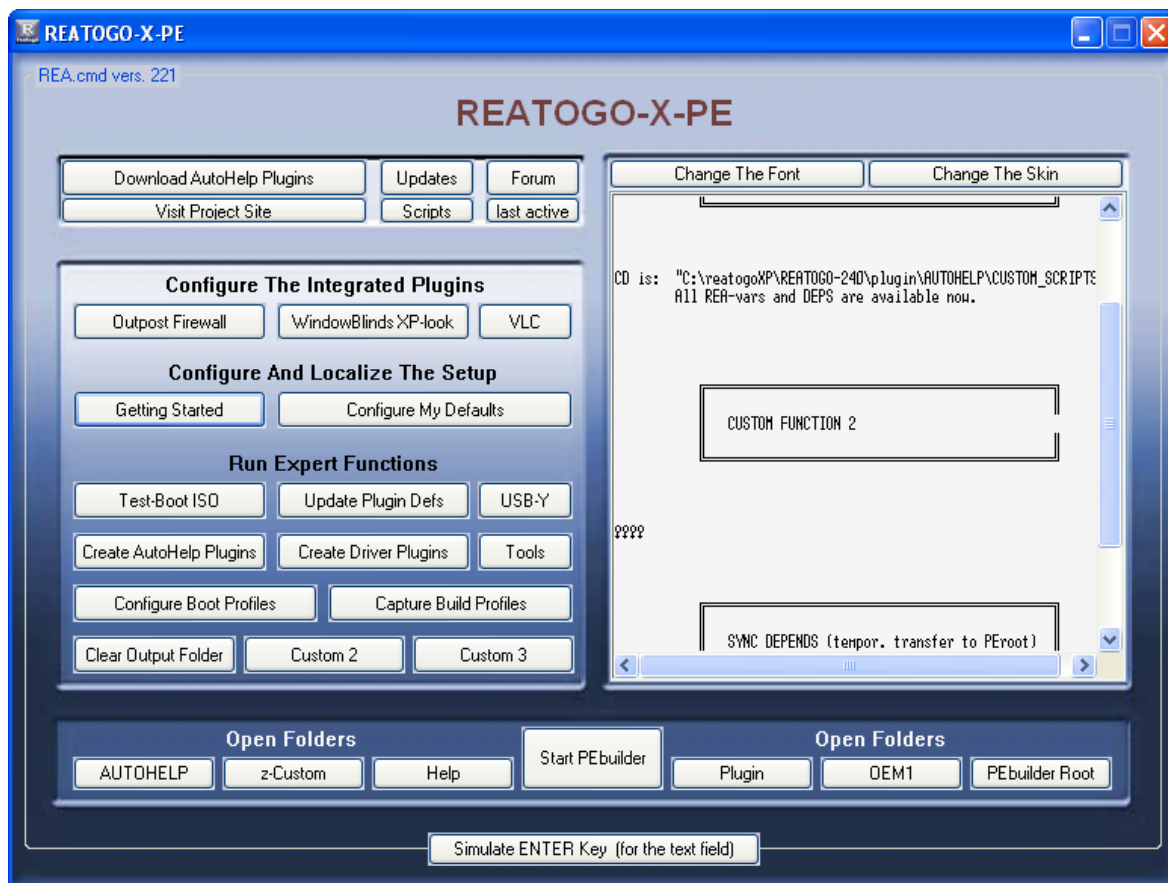 REATOGO-X-PE
REA.cmd vers. 221
REATOGO-X-PE
Download AutoHelp Plugins Updates Forum
Visit Project Site Scripts last active
Configure The Integrated Plugins
Outpost Firewall WindowBlinds XP-look VLC
Configure And Localize The Setup
Getting Started Configure My Defaults
Run Expert Functions
Test-Boot ISO Update Plugin Defs USB-Y
Create AutoHelp Plugins Create Driver Plugins Tools
Configure Boot Profiles Capture Build Profiles
Clear Output Folder Custom 2 Custom 3
Change The Font Change The Skin
CD is: "C:\reatogoXP\REATOGO-240\plugin\AUTOHELP\CUSTOM_SCRIPTS
All REA-vars and DEPS are available now.
CUSTOM FUNCTION 2
????
SYNC DEPENDS (tempor. transfer to PEroot)
Open Folders
AUTOHELP z-Custom Help
Start PEbuilder
Open Folders
Plugin OEM1 PEbuilder Root
Simulate ENTER Key (for the text field)